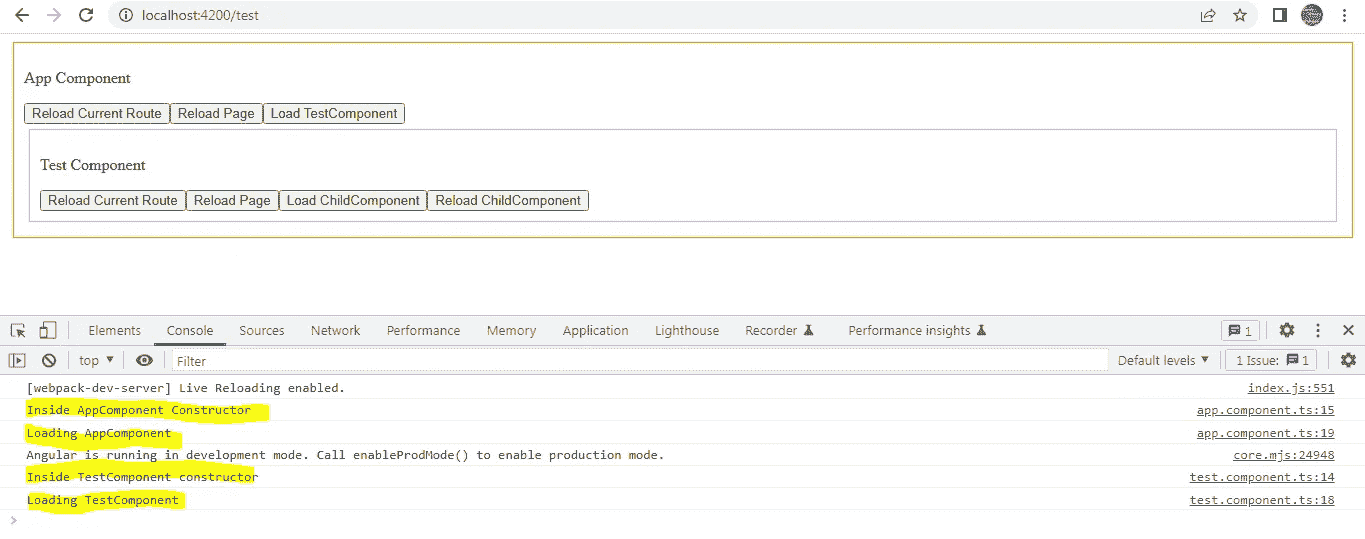 localhost:4200/test
App Component
Reload Current Route Reload Page Load TestComponent
Test Component
Reload Current Route Reload Page Load ChildComponent Reload ChildComponent
Elements Console Sources Network Performance Memory Application Lighthouse Recorder Performance insights 1
top Filter Default levels 1 Issue: 1
[webpack-dev-server] Live Reloading enabled. index.js:551
Inside AppComponent Constructor app.component.ts:15
Loading AppComponent app.component.ts:19
Angular is running in development mode. Call enableProdMode() to enable production mode. core.mjs:24948
Inside TestComponent constructor test.component.ts:14
Loading TestComponent test.component.ts:18